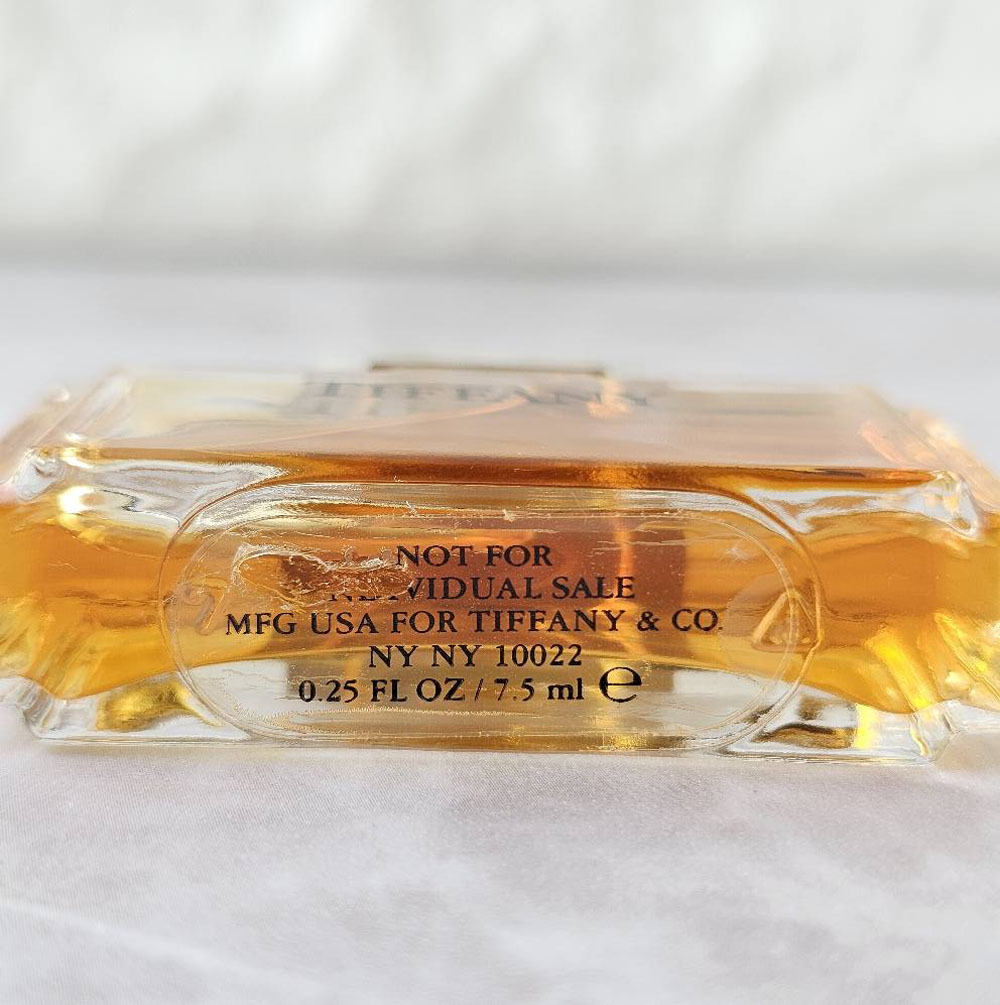 TIFFANY
NOT FOR
INDIVIDUAL SALE
MFG USA FOR TIFFANY & CO.
NY NY 10022
0.25 FL OZ / 7.5 ml ℮